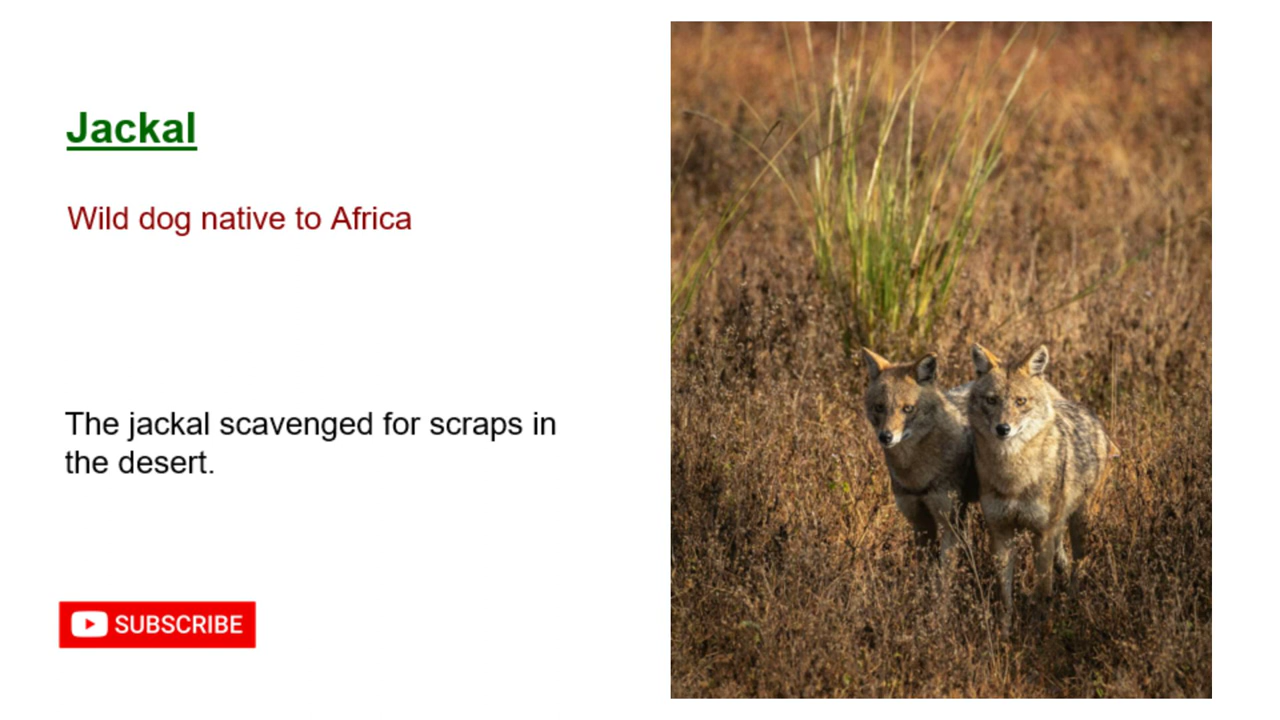 Jackal
Wild dog native to Africa
The jackal scavenged for scraps in
the desert.
SUBSCRIBE